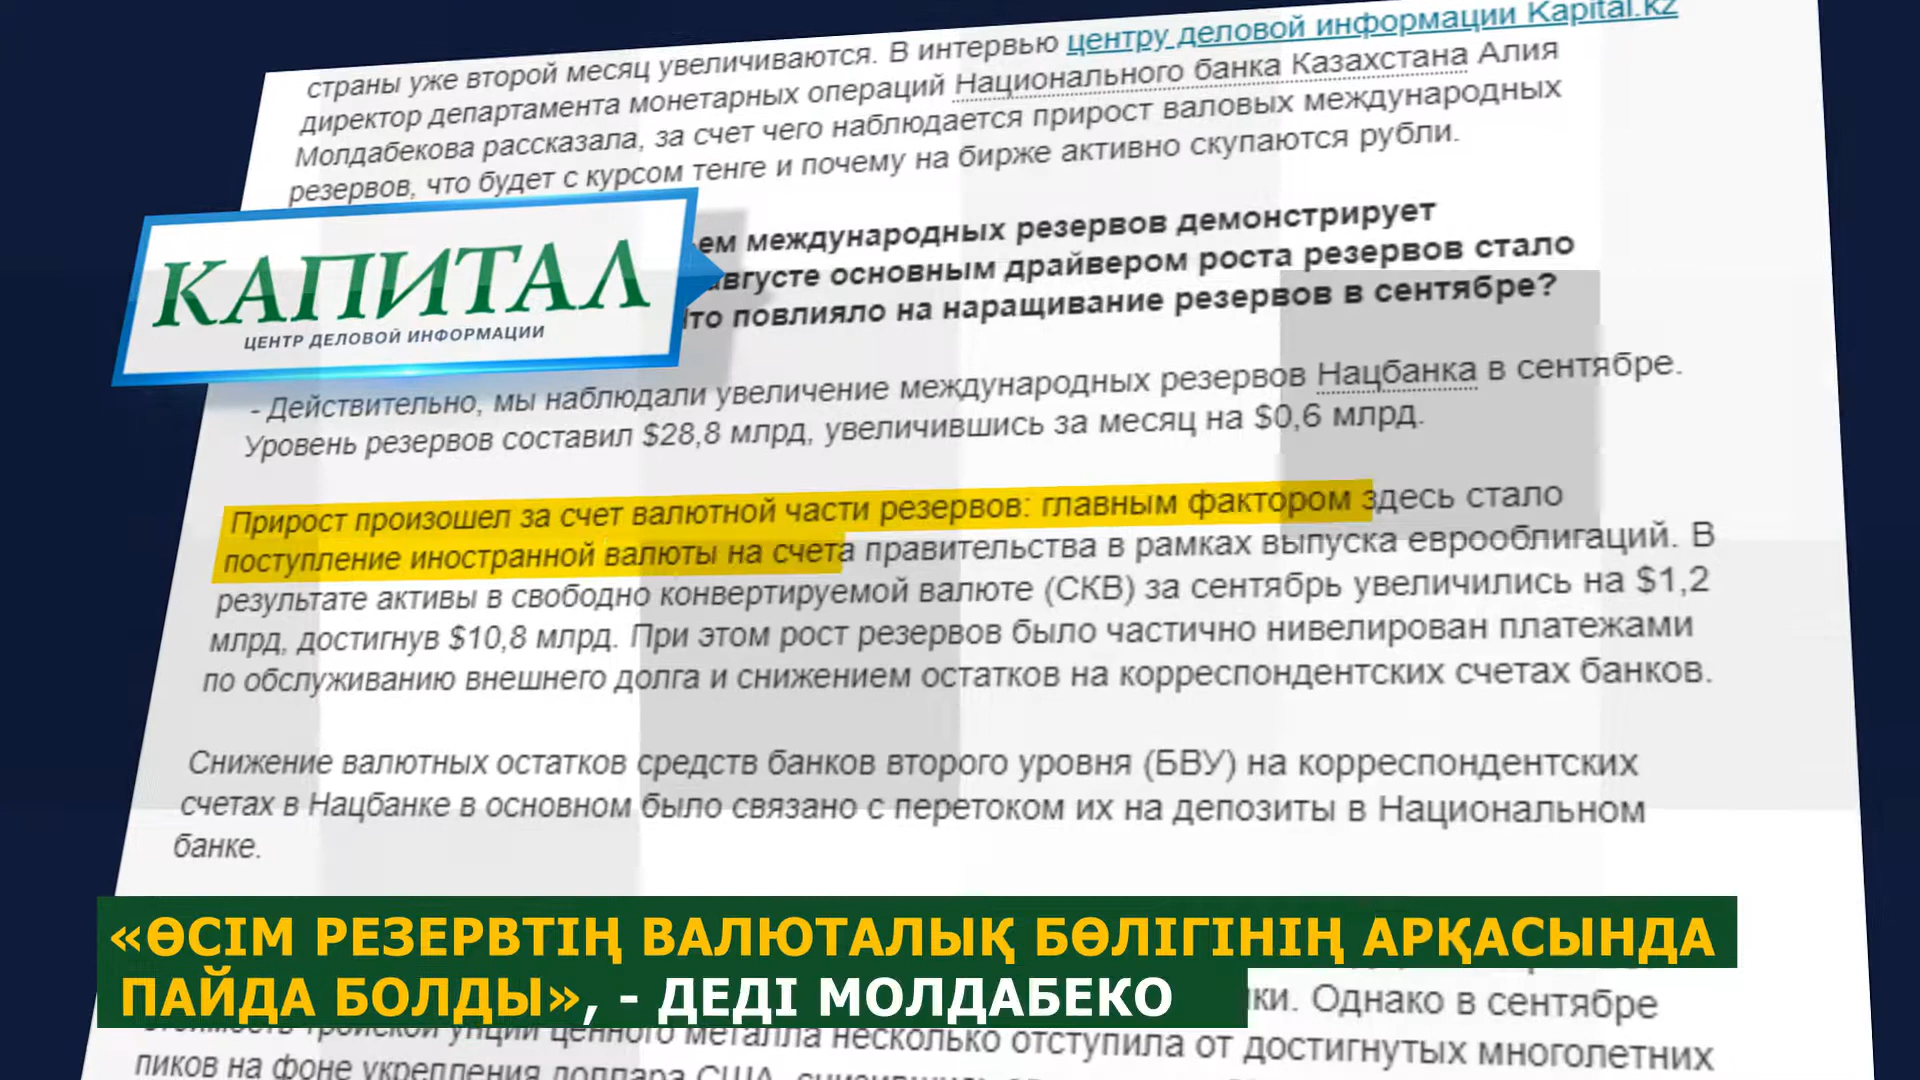 страны уже второй месяц увеличиваются. В интервью центру деловой информации Kapital.kz
директор департамента монетарных операций Национального банка Казахстана Алия
Молдабекова рассказала, за счет чего наблюдается прирост валовых международных
резервов, что будет с курсом тенге и почему на бирже активно скупаются рубли.
КАПИТАЛ
ЦЕНТР ДЕЛОВОЙ ИНФОРМАЦИИ
ем международных резервов демонстрирует
августе основным драйвером роста резервов стало
то повлияло на наращивание резервов в сентябре?
- Действительно, мы наблюдали увеличение международных резервов Нацбанка в сентябре.
Уровень резервов составил $28,8 млрд, увеличившись за месяц на $0,6 млрд.
Прирост произошел за счет валютной части резервов: главным фактором здесь стало
поступление иностранной валюты на счета правительства в рамках выпуска еврооблигаций. В
результате активы в свободно конвертируемой валюте (СКВ) за сентябрь увеличились на $1,2
млрд, достигнув $10,8 млрд. При этом рост резервов было частично нивелирован платежами
по обслуживанию внешнего долга и снижением остатков на корреспондентских счетах банков.
Снижение валютных остатков средств банков второго уровня (БВУ) на корреспондентских
счетах в Нацбанке в основном было связано с перетоком их на депозиты в Национальном
банке.
«ӨСІМ РЕЗЕРВТІҢ ВАЛЮТАЛЫҚ БӨЛІГІНІҢ АРҚАСЫНДА
ПАЙДА БОЛДЫ», - ДЕДІ МОЛДАБЕКО
ки. Однако в сентябре
стоимость тройской унции ценного металла несколько отступила от достигнутых многолетних
пиков на фоне укрепления доллара США,